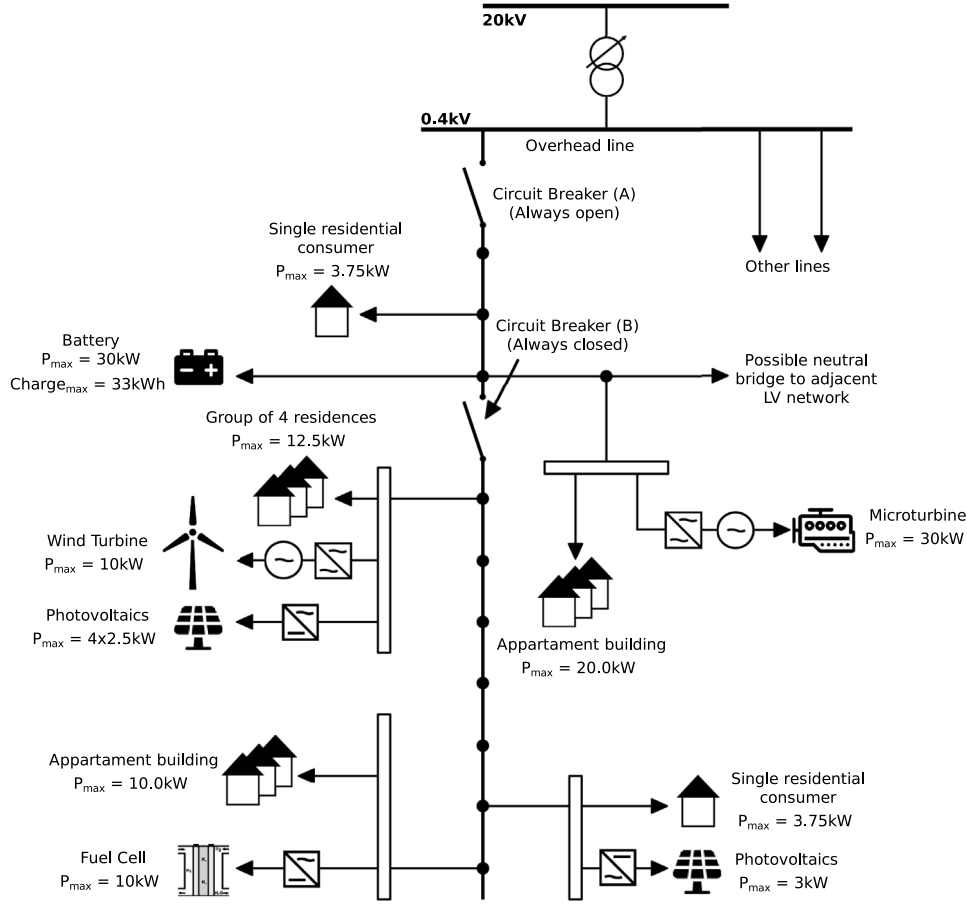 20kV
0.4kV
Overhead line
Circuit Breaker (A)
(Always open)
Single residential
consumer
Pmax = 3.75kW
Other lines
Circuit Breaker (B)
(Always closed)
Battery
Pmax = 30kW
Chargemax = 33kWh
Possible neutral
bridge to adjacent
LV network
Group of 4 residences
Pmax = 12.5kW
Wind Turbine
Pmax = 10kW
Microturbine
Pmax = 30kW
Photovoltaics
Pmax = 4x2.5kW
Appartament building
Pmax = 20.0kW
Appartament building
Pmax = 10.0kW
Single residential
consumer
Pmax = 3.75kW
Fuel Cell
Pmax = 10kW
Photovoltaics
Pmax = 3kW